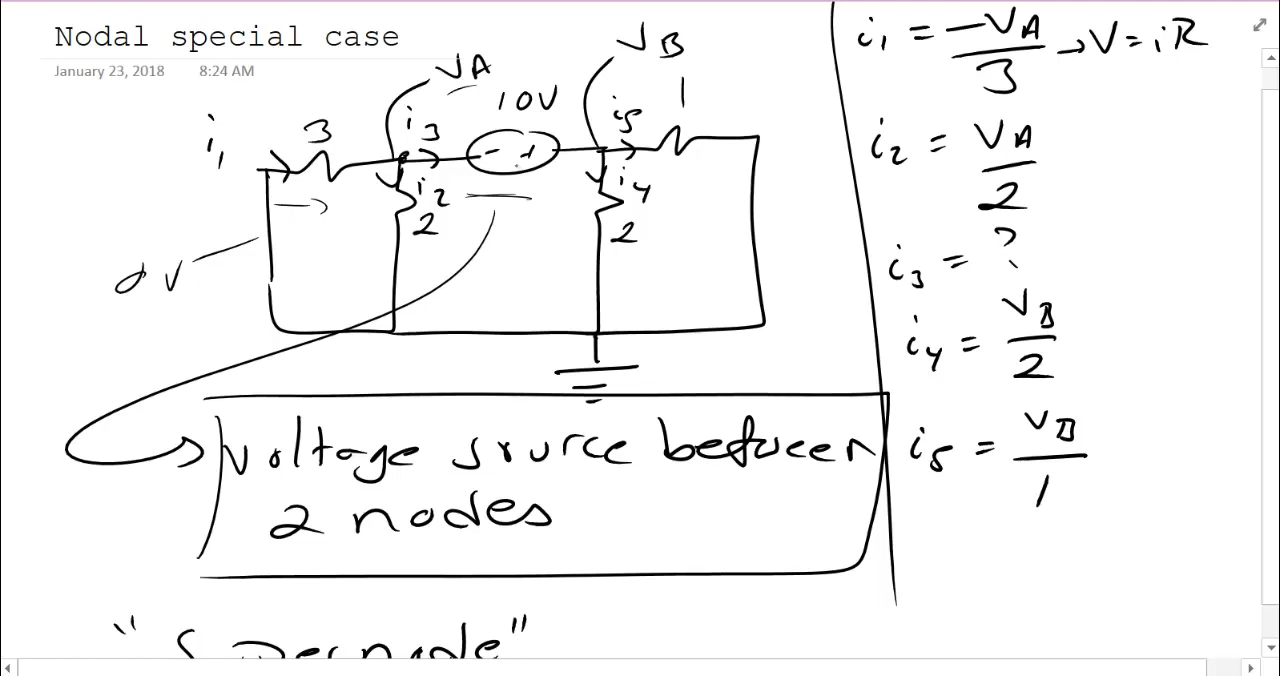 Nodal special case
January 23, 2018 8:24 AM
VA
VB
10V
i1
3
i3
i5
1
- +
i2
2
i4
2
0V
voltage source between
2 nodes
"Supernode"
i1 = -VA/3 → V = iR
i2 = VA/2
i3 = ?
i4 = VB/2
i5 = VB/1